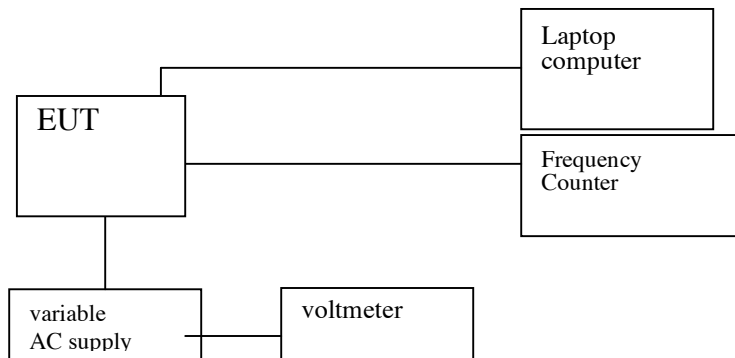 Laptop
computer
EUT
Frequency
Counter
variable
AC supply
voltmeter